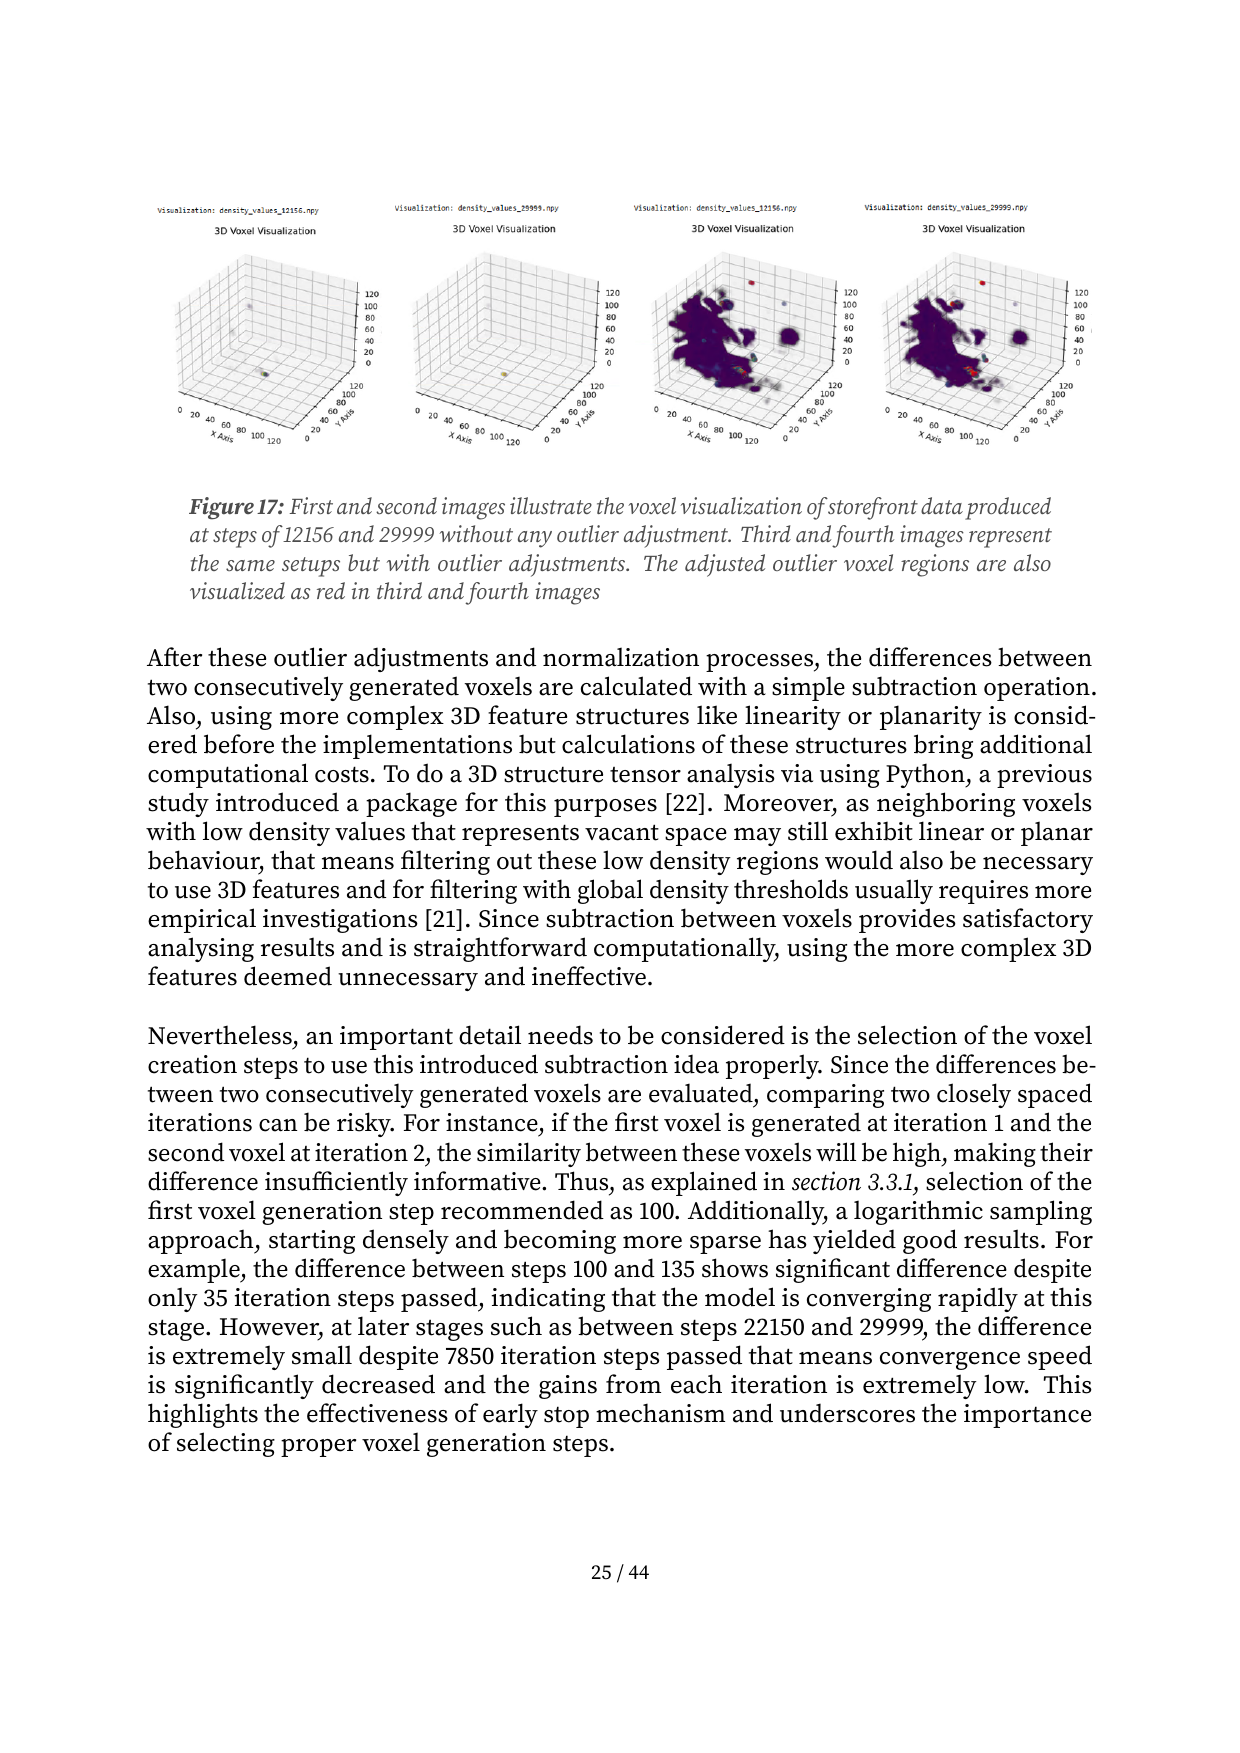 Visualization: density_values_12156.npy
Visualization: density_values_29999.npy
Visualization: density_values_12156.npy
Visualization: density_values_29999.npy
3D Voxel Visualization
3D Voxel Visualization
3D Voxel Visualization
3D Voxel Visualization
120
100
80
60
40
20
0
0 20 40 60 80 100 120
X Axis
0 20 40 60 80 100 120
Y Axis
120
100
80
60
40
20
0
0 20 40 60 80 100 120
X Axis
0 20 40 60 80 100 120
Y Axis
120
100
80
60
40
20
0
0 20 40 60 80 100 120
X Axis
0 20 40 60 80 100 120
Y Axis
120
100
80
60
40
20
0
0 20 40 60 80 100 120
X Axis
0 20 40 60 80 100 120
Y Axis
Figure 17: First and second images illustrate the voxel visualization of storefront data produced
at steps of 12156 and 29999 without any outlier adjustment. Third and fourth images represent
the same setups but with outlier adjustments. The adjusted outlier voxel regions are also
visualized as red in third and fourth images
After these outlier adjustments and normalization processes, the differences between
two consecutively generated voxels are calculated with a simple subtraction operation.
Also, using more complex 3D feature structures like linearity or planarity is consid-
ered before the implementations but calculations of these structures bring additional
computational costs. To do a 3D structure tensor analysis via using Python, a previous
study introduced a package for this purposes [22]. Moreover, as neighboring voxels
with low density values that represents vacant space may still exhibit linear or planar
behaviour, that means filtering out these low density regions would also be necessary
to use 3D features and for filtering with global density thresholds usually requires more
empirical investigations [21]. Since subtraction between voxels provides satisfactory
analysing results and is straightforward computationally, using the more complex 3D
features deemed unnecessary and ineffective.
Nevertheless, an important detail needs to be considered is the selection of the voxel
creation steps to use this introduced subtraction idea properly. Since the differences be-
tween two consecutively generated voxels are evaluated, comparing two closely spaced
iterations can be risky. For instance, if the first voxel is generated at iteration 1 and the
second voxel at iteration 2, the similarity between these voxels will be high, making their
difference insufficiently informative. Thus, as explained in section 3.3.1, selection of the
first voxel generation step recommended as 100. Additionally, a logarithmic sampling
approach, starting densely and becoming more sparse has yielded good results. For
example, the difference between steps 100 and 135 shows significant difference despite
only 35 iteration steps passed, indicating that the model is converging rapidly at this
stage. However, at later stages such as between steps 22150 and 29999, the difference
is extremely small despite 7850 iteration steps passed that means convergence speed
is significantly decreased and the gains from each iteration is extremely low. This
highlights the effectiveness of early stop mechanism and underscores the importance
of selecting proper voxel generation steps.
25 / 44